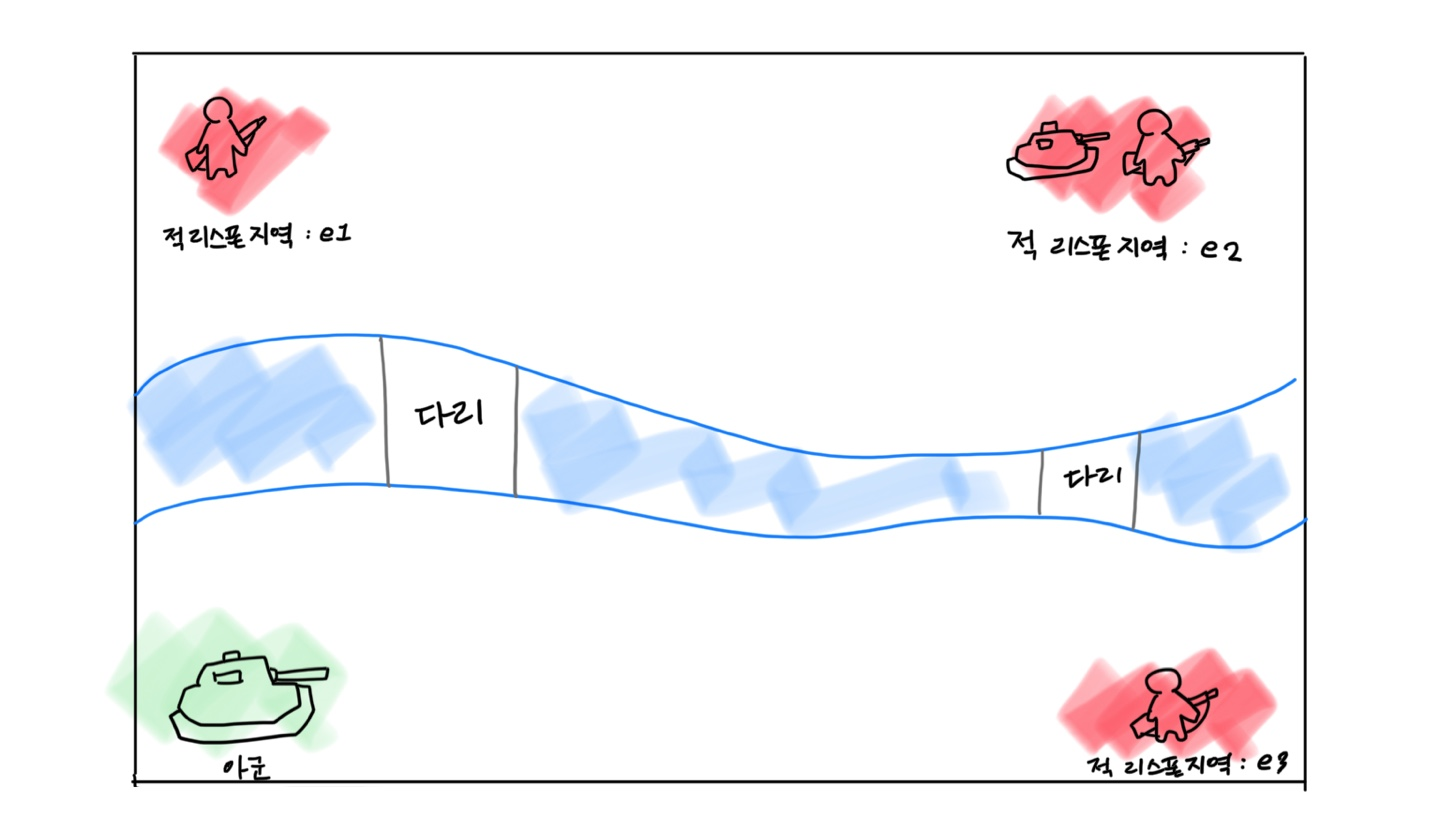 적 리스폰 지역 : e1
적 리스폰 지역 : e2
다리
다리
아군
적 리스폰 지역 : e3